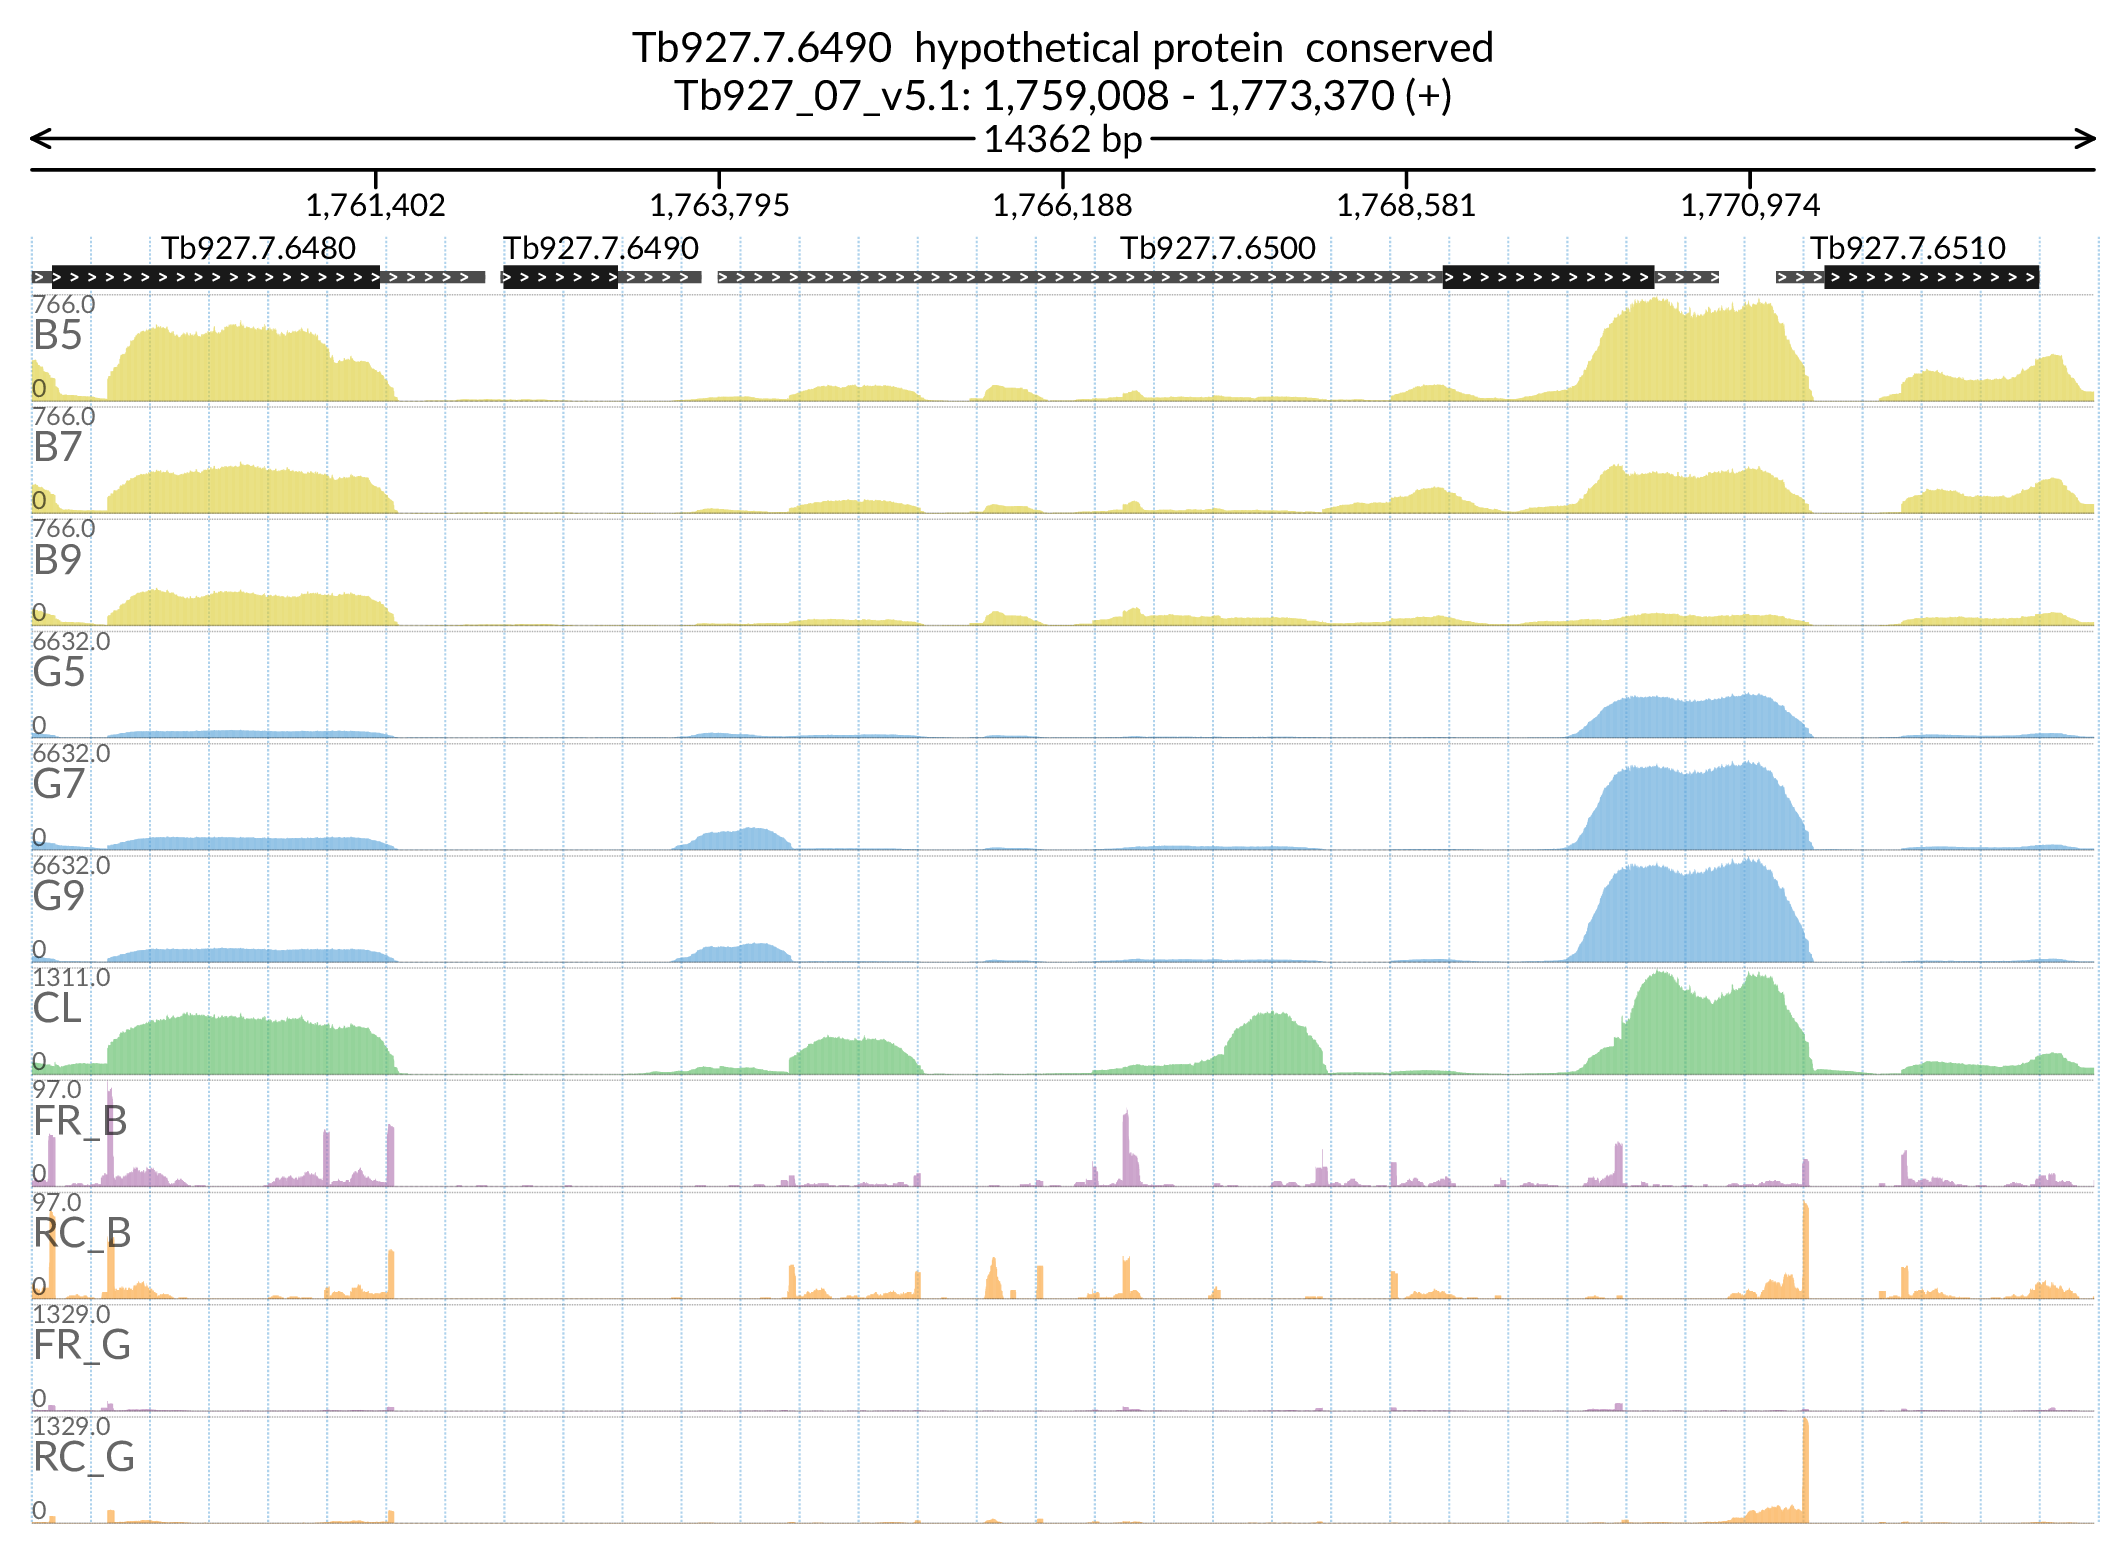 Tb927.7.6490 hypothetical protein conserved
Tb927_07_v5.1: 1,759,008 - 1,773,370 (+)
14362 bp
1,761,402 1,763,795 1,766,188 1,768,581 1,770,974
Tb927.7.6480 Tb927.7.6490 Tb927.7.6500 Tb927.7.6510
766.0
B5
0
766.0
B7
0
766.0
B9
0
6632.0
G5
0
6632.0
G7
0
6632.0
G9
0
1311.0
CL
0
97.0
FR_B
0
97.0
RC_B
0
1329.0
FR_G
0
1329.0
RC_G
0